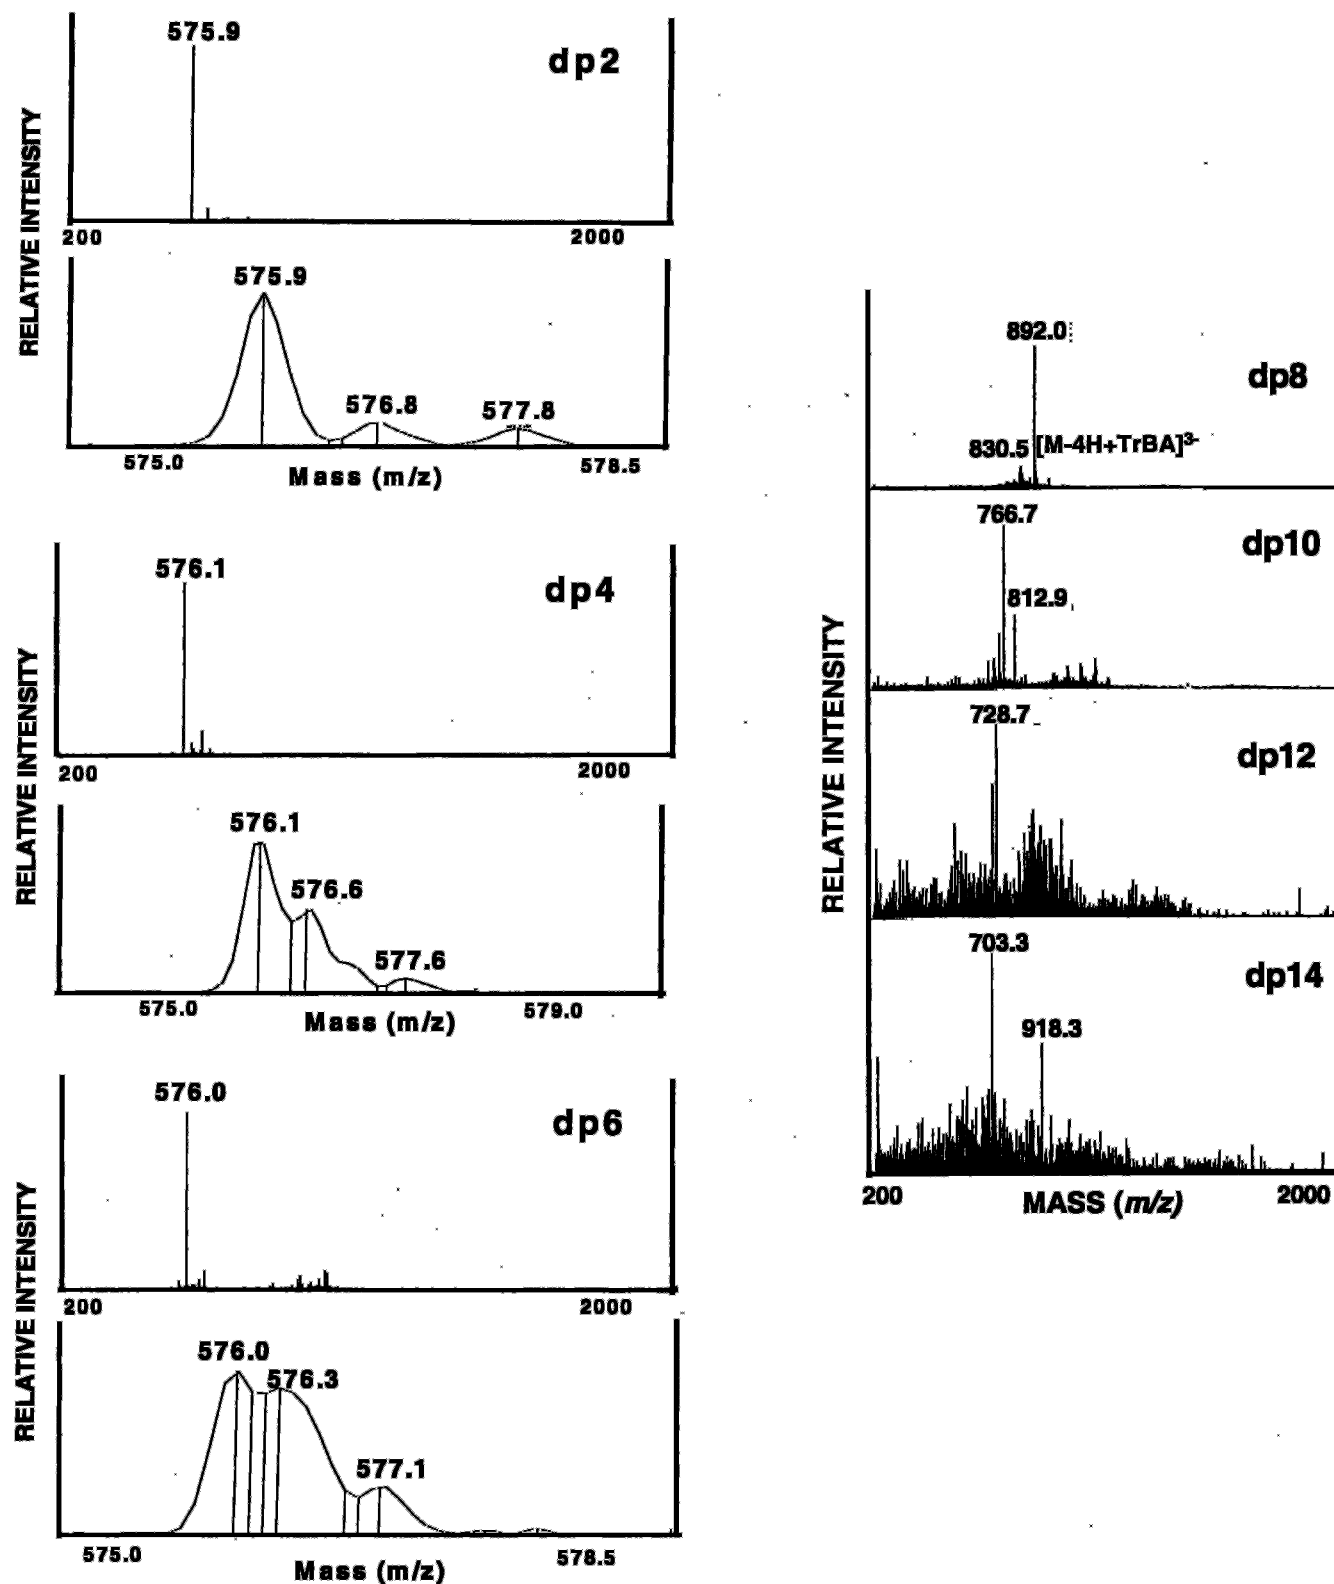 575.9
dp2
RELATIVE INTENSITY
200
2000
575.9
576.8
577.8
575.0
578.5
Mass (m/z)
576.1
dp4
RELATIVE INTENSITY
200
2000
576.1
576.6
577.6
RELATIVE INTENSITY
575.0
579.0
Mass (m/z)
576.0
dp6
RELATIVE INTENSITY
200
2000
576.0
576.3
577.1
575.0
578.5
Mass (m/z)
892.0
dp8
830.5 [M-4H+TrBA]3-
766.7
dp10
812.9
RELATIVE INTENSITY
728.7
dp12
703.3
dp14
918.3
200
2000
MASS (m/z)